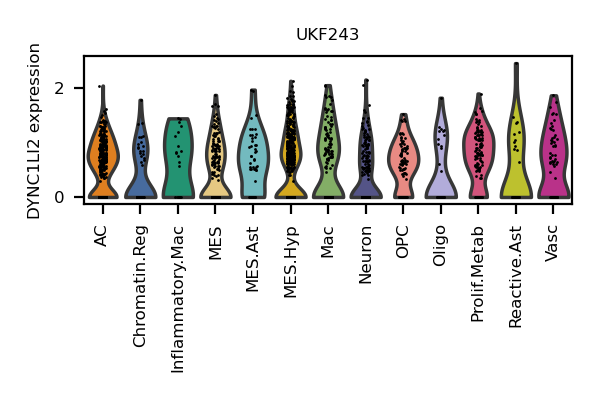 UKF243
DYNC1LI2 expression
2
0
AC
Chromatin.Reg
Inflammatory.Mac
MES
MES.Ast
MES.Hyp
Mac
Neuron
OPC
Oligo
Prolif.Metab
Reactive.Ast
Vasc